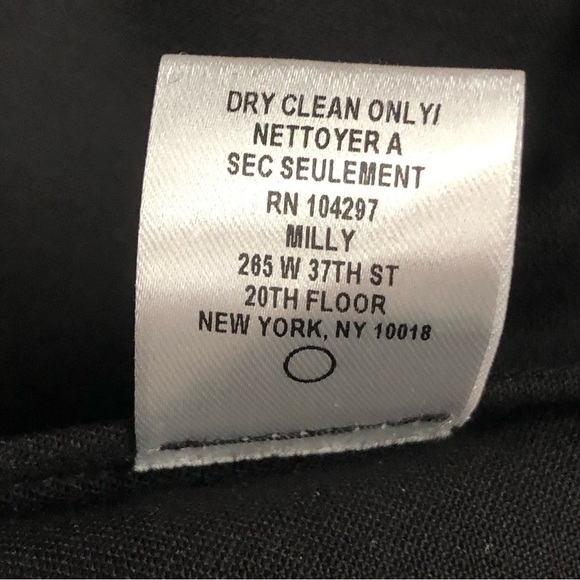 DRY CLEAN ONLY/
NETTOYER A
SEC SEULEMENT
RN 104297
MILLY
265 W 37TH ST
20TH FLOOR
NEW YORK, NY 10018